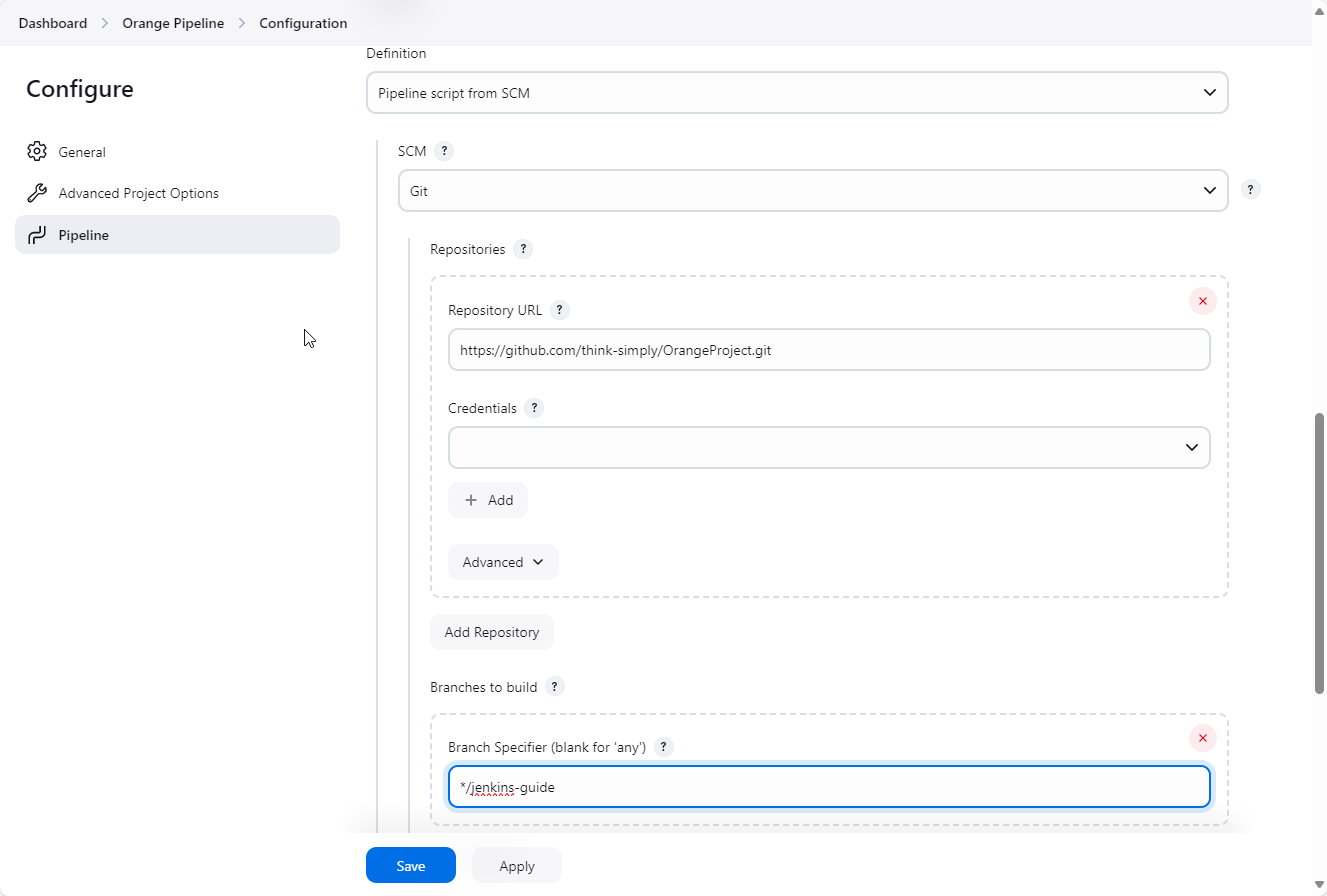 Dashboard > Orange Pipeline > Configuration
Configure
General
Advanced Project Options
Pipeline
Definition
Pipeline script from SCM
SCM ?
Git
?
Repositories ?
Repository URL ?
https://github.com/think-simply/OrangeProject.git
Credentials ?
+ Add
Advanced
Add Repository
Branches to build ?
Branch Specifier (blank for 'any') ?
*/jenkins-guide
Save Apply